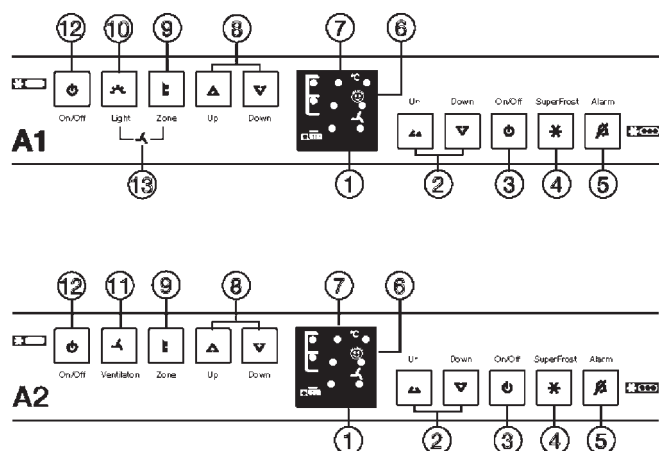 12 10 9 8 7 6
°C
Up Down On/Off SuperFrost Alarm
On/Off Light Zone Up Down
A1
13 1 2 3 4 5
12 11 9 8 7 6
°C
Up Down On/Off SuperFrost Alarm
On/Off Ventilation Zone Up Down
A2
1 2 3 4 5